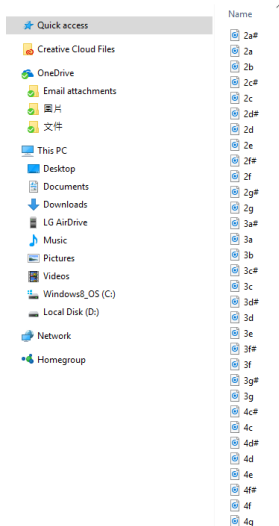 Quick access
Creative Cloud Files
OneDrive
Email attachments
圖片
文件
This PC
Desktop
Documents
Downloads
LG AirDrive
Music
Pictures
Videos
Windows8_OS (C:)
Local Disk (D:)
Network
Homegroup
Name
2a#
2a
2b
2c#
2c
2d#
2d
2e
2f#
2f
2g#
2g
3a#
3a
3b
3c#
3c
3d#
3d
3e
3f#
3f
3g#
3g
4c#
4c
4d#
4d
4e
4f#
4f
4g